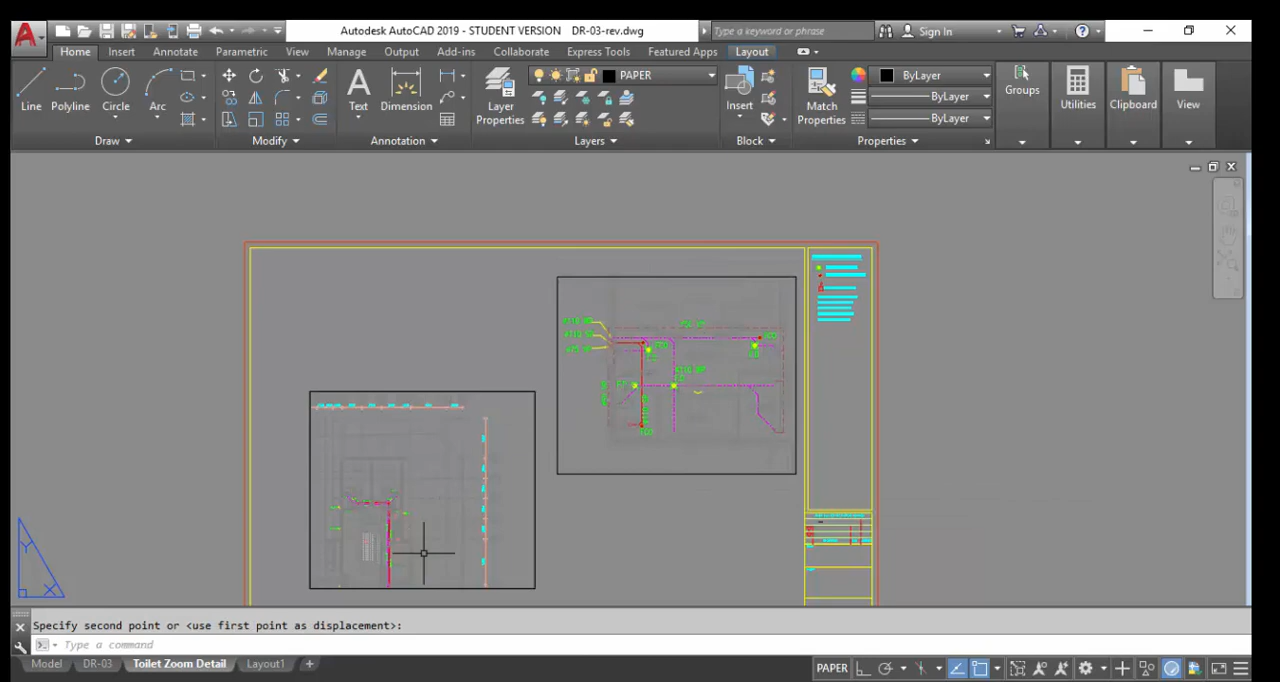 Autodesk AutoCAD 2019 - STUDENT VERSION DR-03-rev.dwg
Type a keyword or phrase
Sign In
Home Insert Annotate Parametric View Manage Output Add-ins Collaborate Express Tools Featured Apps Layout
Line Polyline Circle Arc
Text Dimension
Layer Properties
PAPER
Insert
Match Properties
ByLayer
ByLayer
ByLayer
Groups Utilities Clipboard View
Draw Modify Annotation Layers Block Properties
Y
X
Specify second point or <use first point as displacement>:
Type a command
Model DR-03 Toilet Zoom Detail Layout1 +
PAPER